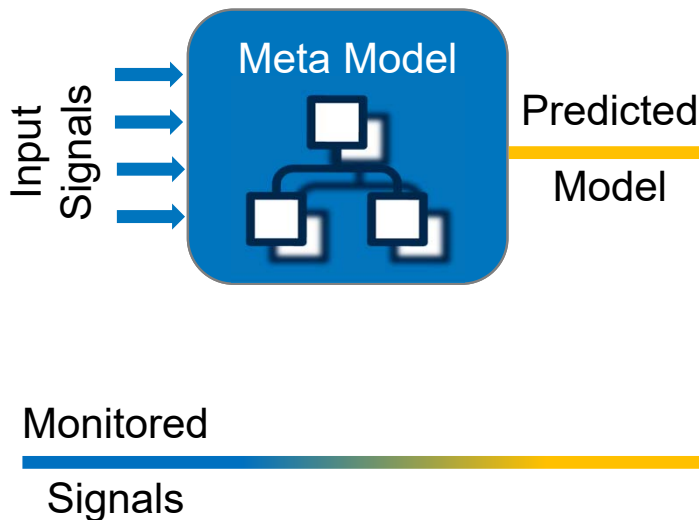 Meta Model
Input
Signals
Predicted
Model
Monitored
Signals